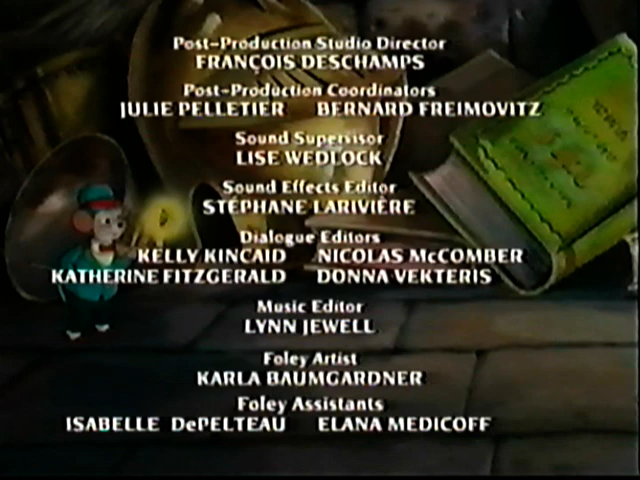 Post-Production Studio Director
FRANÇOIS DESCHAMPS
Post-Production Coordinators
JULIE PELLETIER BERNARD FREIMOVITZ
Sound Supervisor
LISE WEDLOCK
Sound Effects Editor
STÉPHANE LARIVIÈRE
Dialogue Editors
KELLY KINCAID NICOLAS McCOMBER
KATHERINE FITZGERALD DONNA VEKTERIS
Music Editor
LYNN JEWELL
Foley Artist
KARLA BAUMGARDNER
Foley Assistants
ISABELLE DePELTEAU ELANA MEDICOFF